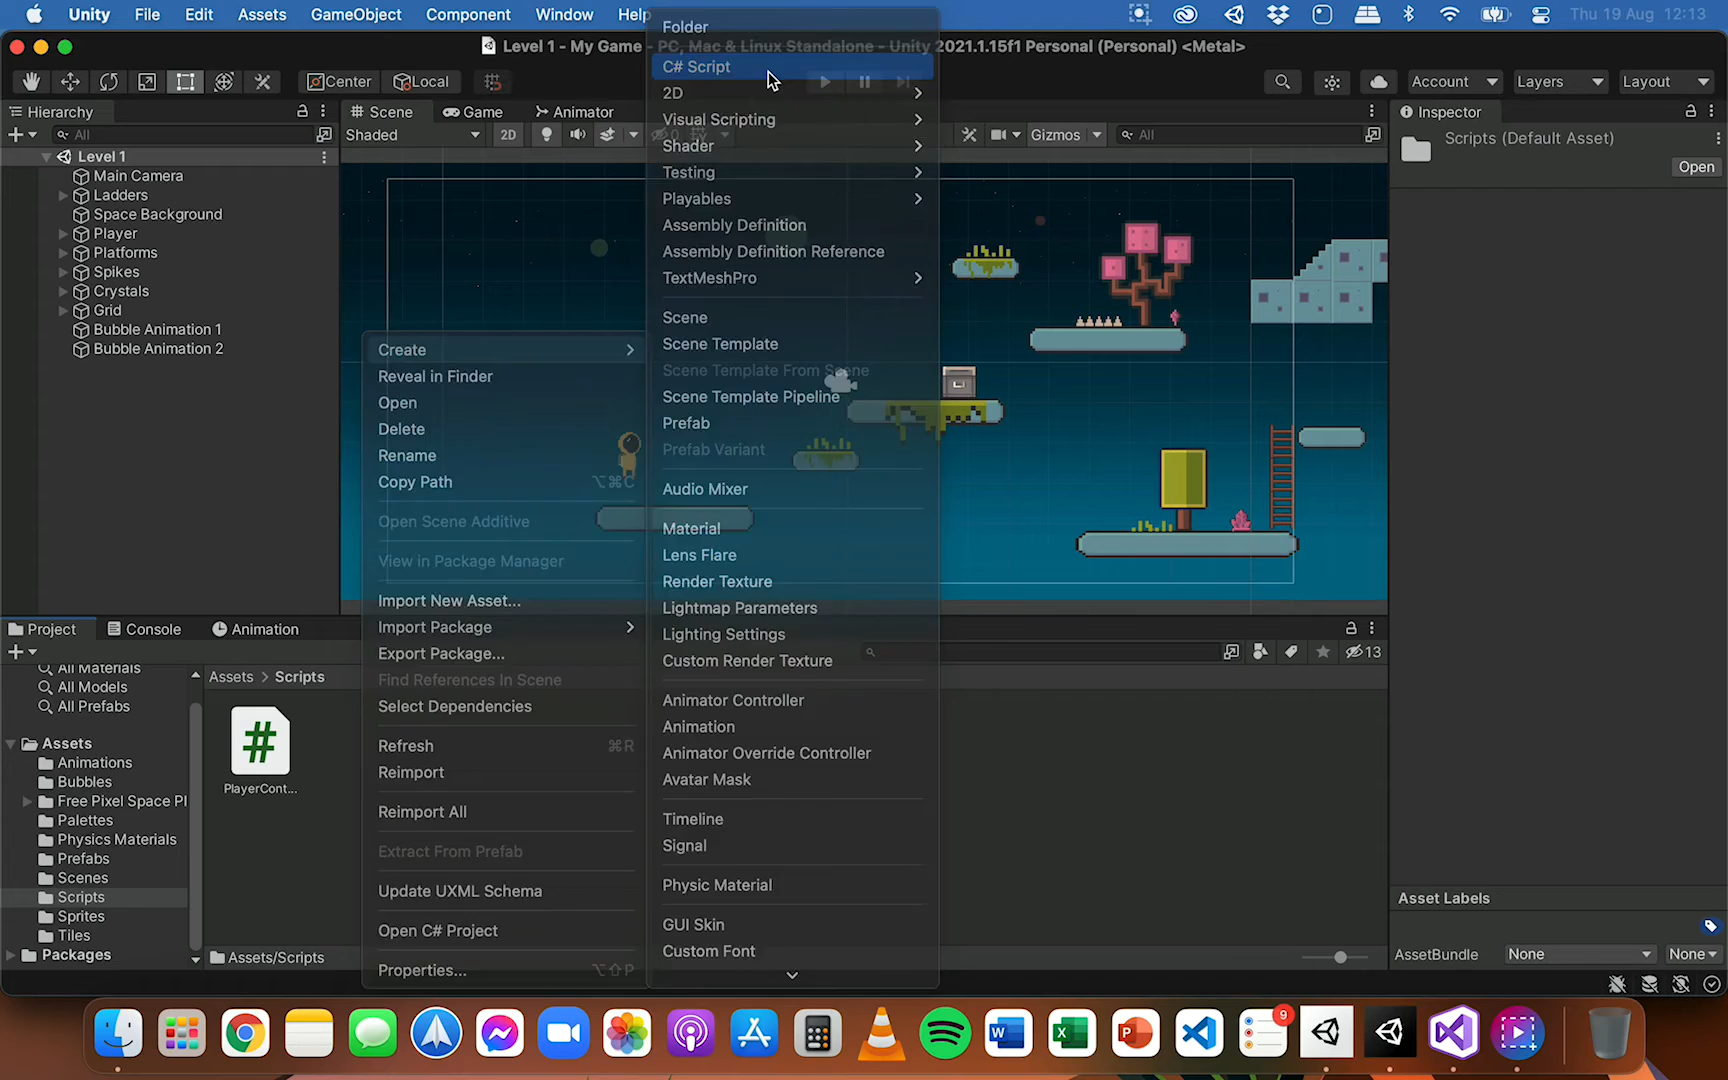 Unity File Edit Assets GameObject Component Window Help Thu 19 Aug 12:13
Level 1 - My Game - PC, Mac & Linux Standalone - Unity 2021.1.15f1 Personal (Personal) <Metal>
Center Local Account Layers Layout
Hierarchy
All
Level 1
Main Camera
Ladders
Space Background
Player
Platforms
Spikes
Crystals
Grid
Bubble Animation 1
Bubble Animation 2
Scene Game Animator
Shaded 2D Gizmos All
Inspector
Scripts (Default Asset)
Open
Create
Reveal in Finder
Open
Delete
Rename
Copy Path ⌥⌘C
Open Scene Additive
View in Package Manager
Import New Asset...
Import Package
Export Package...
Find References In Scene
Select Dependencies
Refresh ⌘R
Reimport
Reimport All
Extract From Prefab
Update UXML Schema
Open C# Project
Properties... ⌥⇧P
Folder
C# Script
2D
Visual Scripting
Shader
Testing
Playables
Assembly Definition
Assembly Definition Reference
TextMeshPro
Scene
Scene Template
Scene Template From Scene
Scene Template Pipeline
Prefab
Prefab Variant
Audio Mixer
Material
Lens Flare
Render Texture
Lightmap Parameters
Lighting Settings
Custom Render Texture
Animator Controller
Animation
Animator Override Controller
Avatar Mask
Timeline
Signal
Physic Material
GUI Skin
Custom Font
Project Console Animation
13
All Materials
All Models
All Prefabs
Assets
Animations
Bubbles
Free Pixel Space Pl
Palettes
Physics Materials
Prefabs
Scenes
Scripts
Sprites
Tiles
Packages
Assets > Scripts
#
PlayerCont...
Assets/Scripts
Asset Labels
AssetBundle None None
9